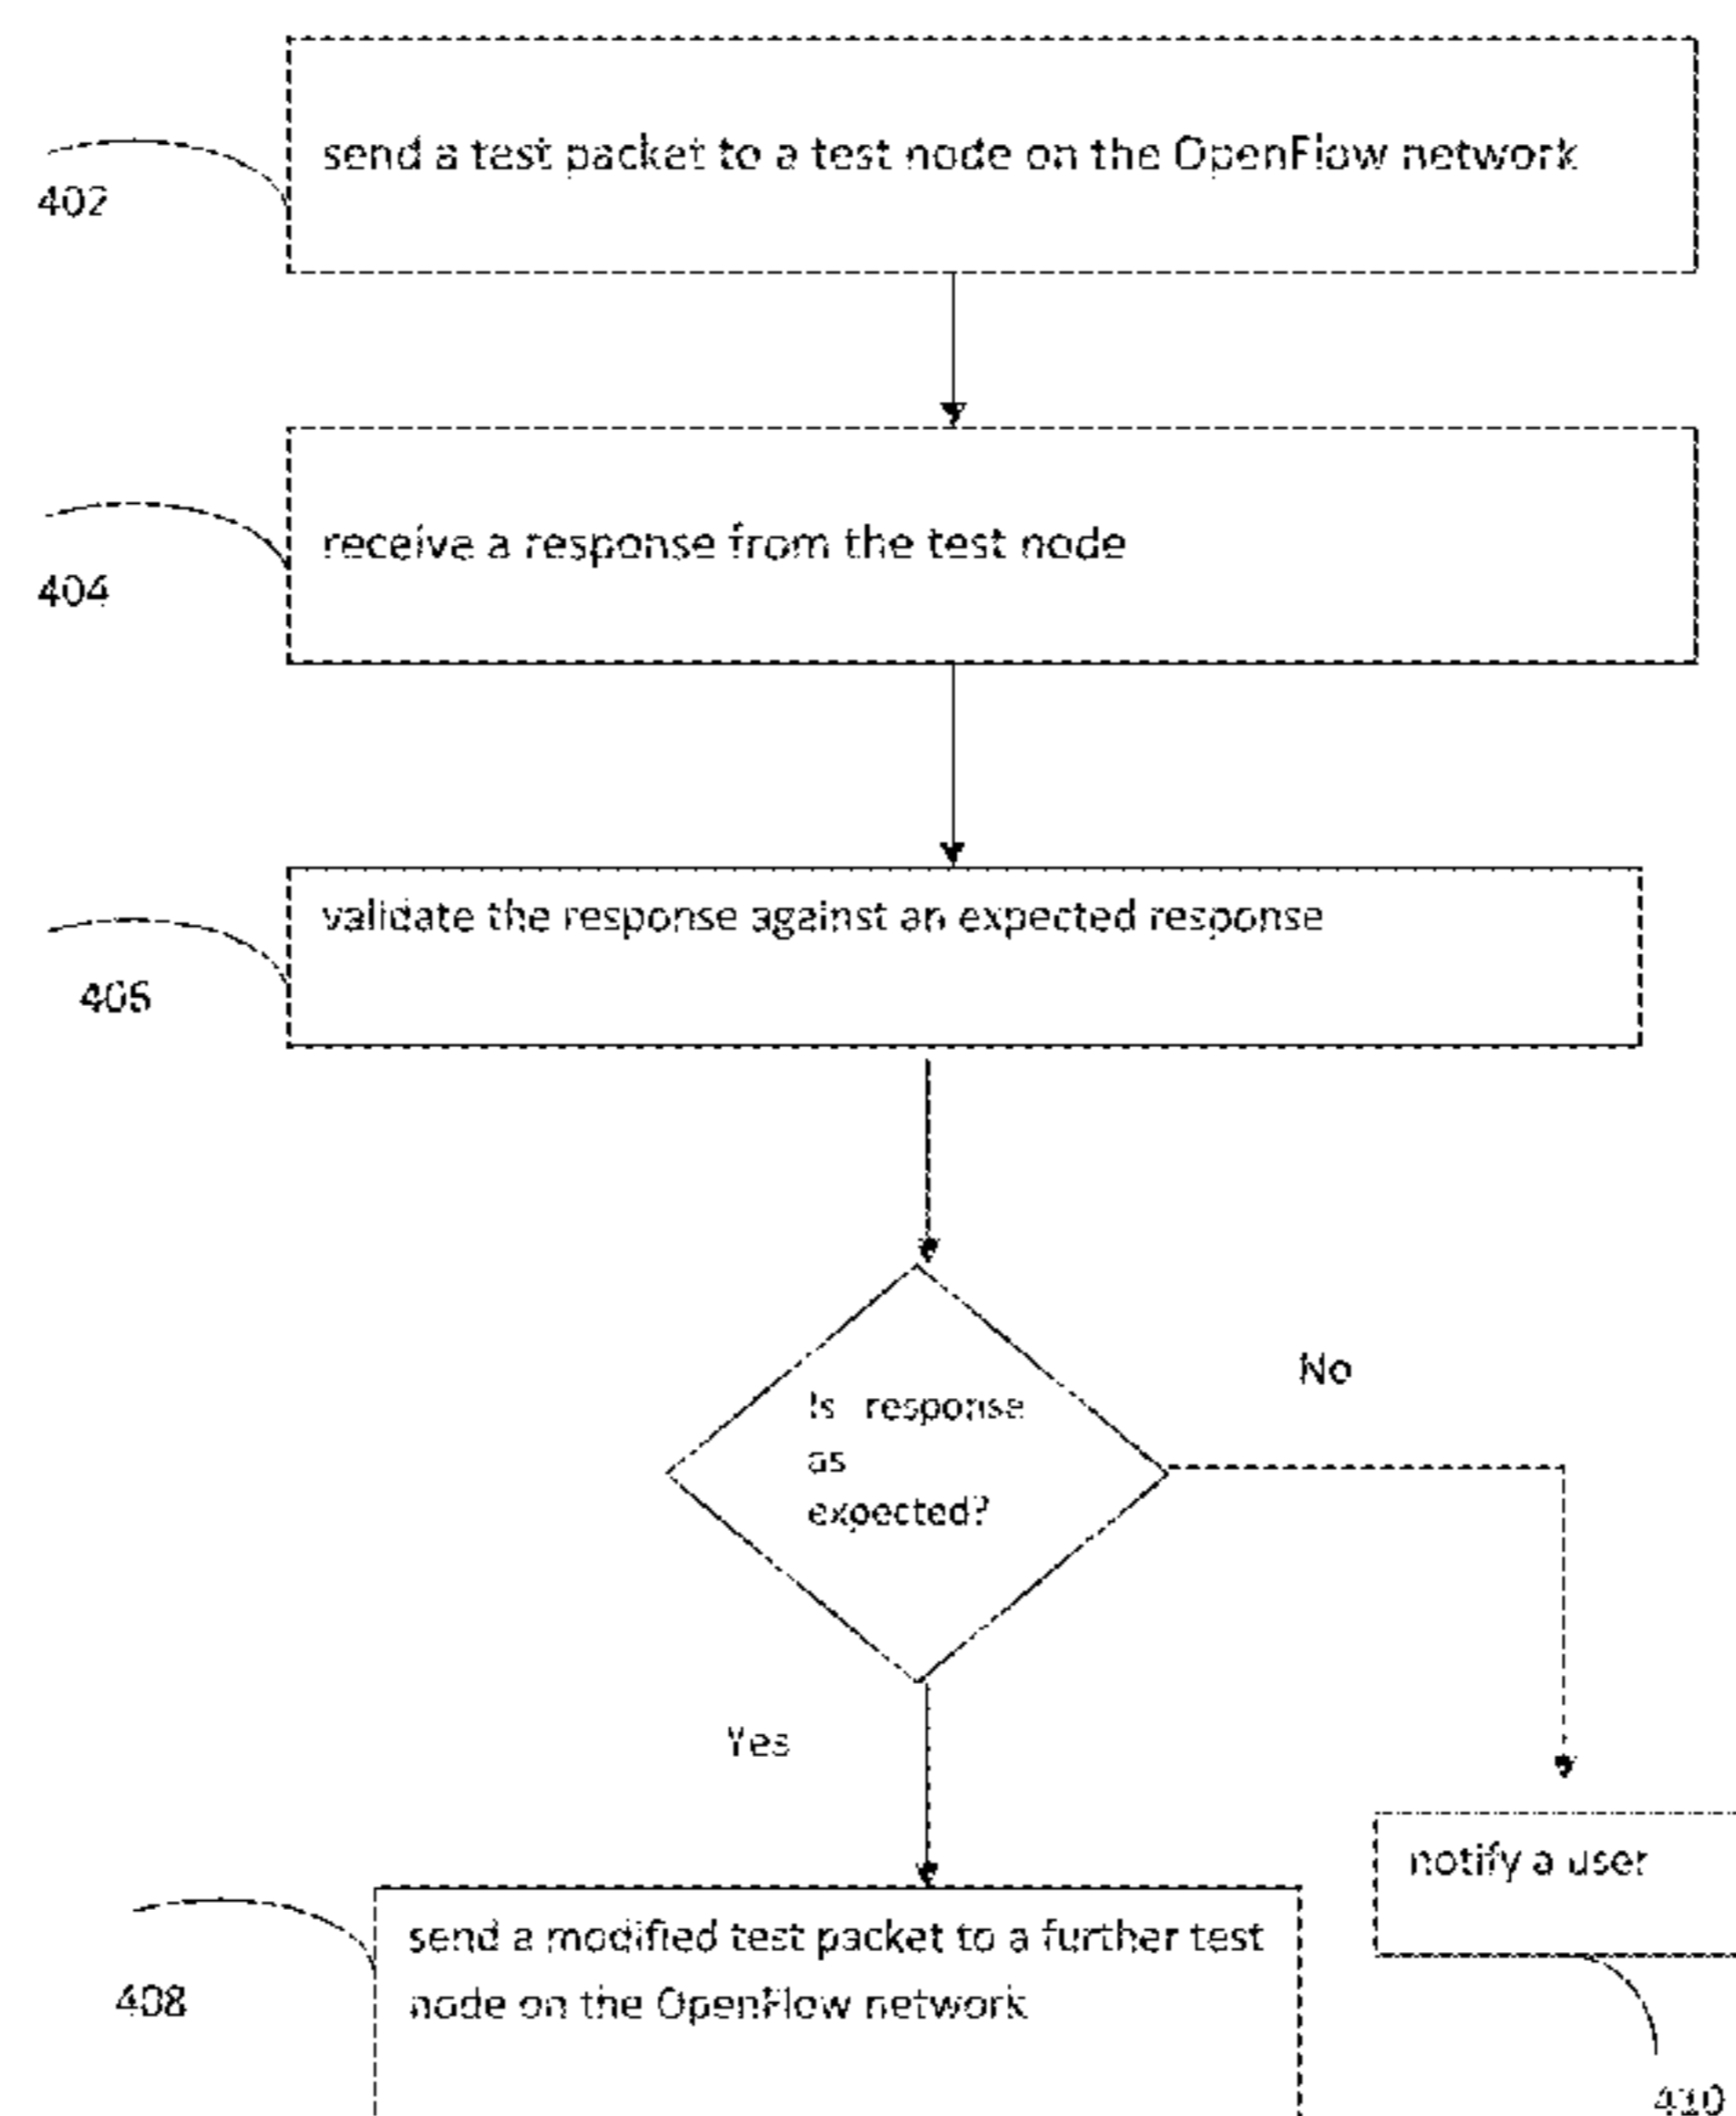 send a test packet to a test node on the OpenFlow network
402
receive a response from the test node
404
validate the response against an expected response
406
Is response
as
expected?
No
Yes
notify a user
send a modified test packet to a further test
node on the OpenFlow network
408
410